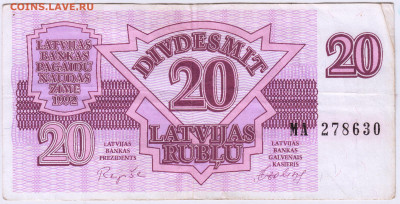 COINS.LAVE.RU
LATVIJAS
BANKAS
PAGAIDU
NAUDAS
ZĪME
1992
DIVDESMIT
20
20
20
LATVIJAS
RUBĻU
LATVIJAS
BANKAS
PREZIDENTS
LATVIJAS
BANKAS
GALVENAIS
KASIERIS
MA 278630